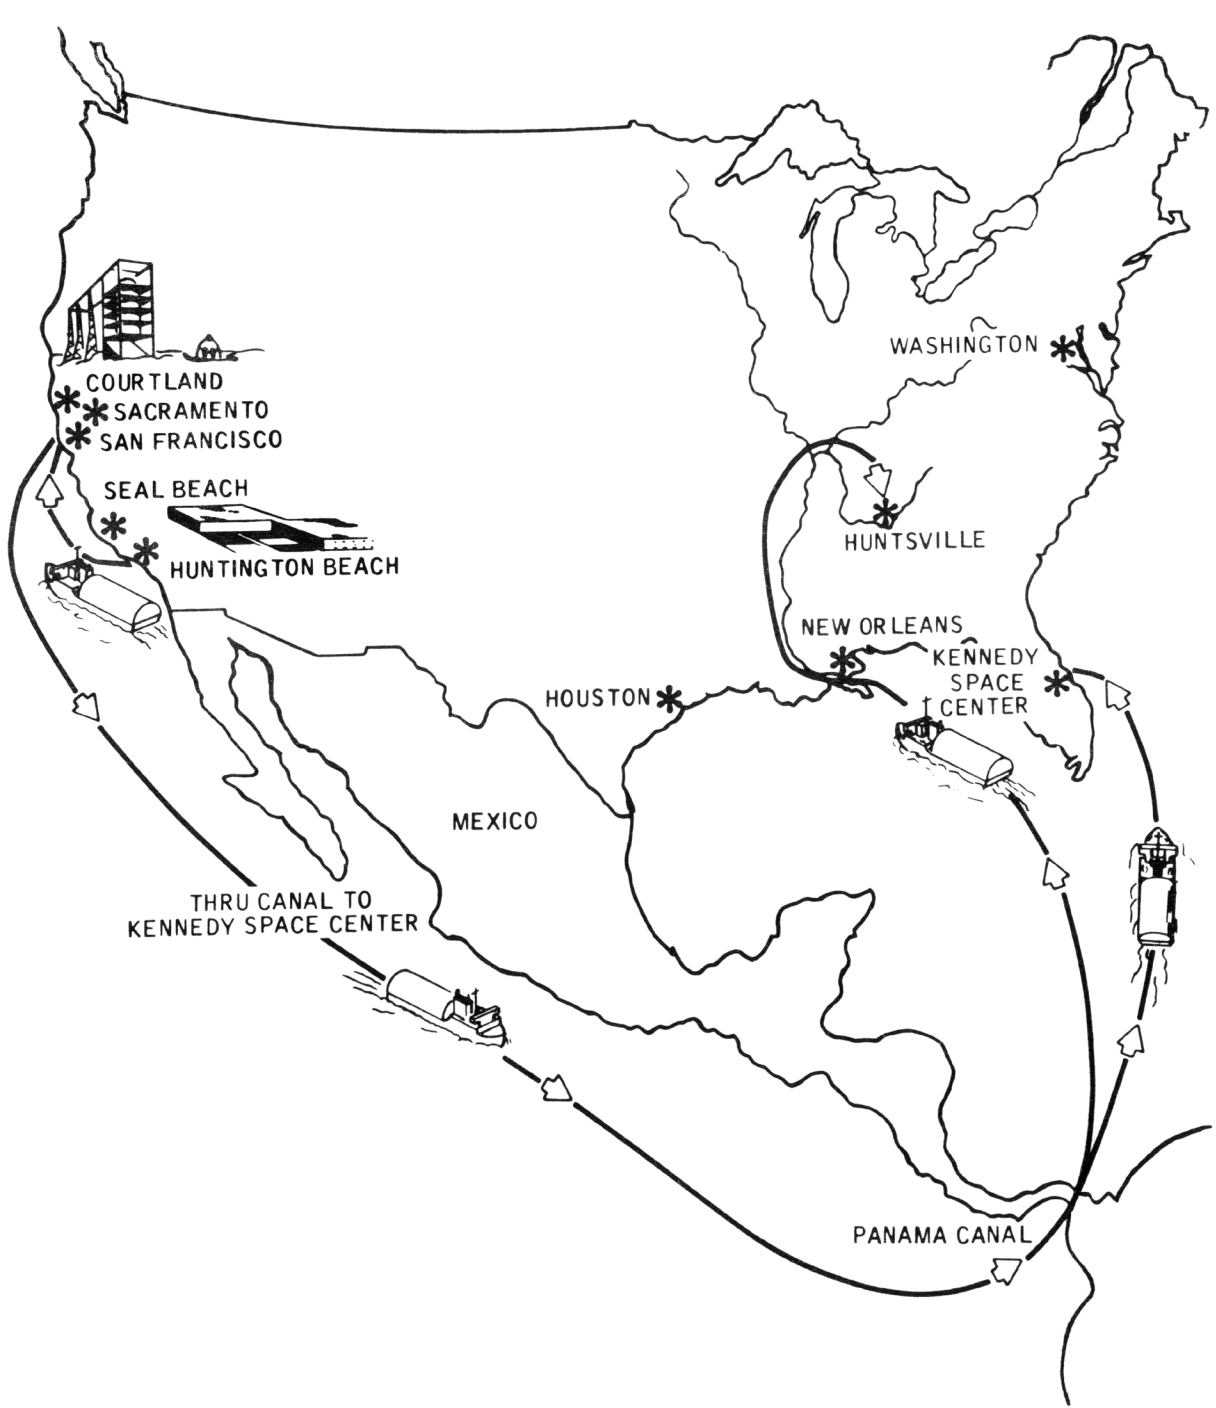 WASHINGTON
COURTLAND
SACRAMENTO
SAN FRANCISCO
SEAL BEACH
HUNTINGTON BEACH
HUNTSVILLE
NEW ORLEANS
KENNEDY
SPACE
CENTER
HOUSTON
MEXICO
THRU CANAL TO
KENNEDY SPACE CENTER
PANAMA CANAL